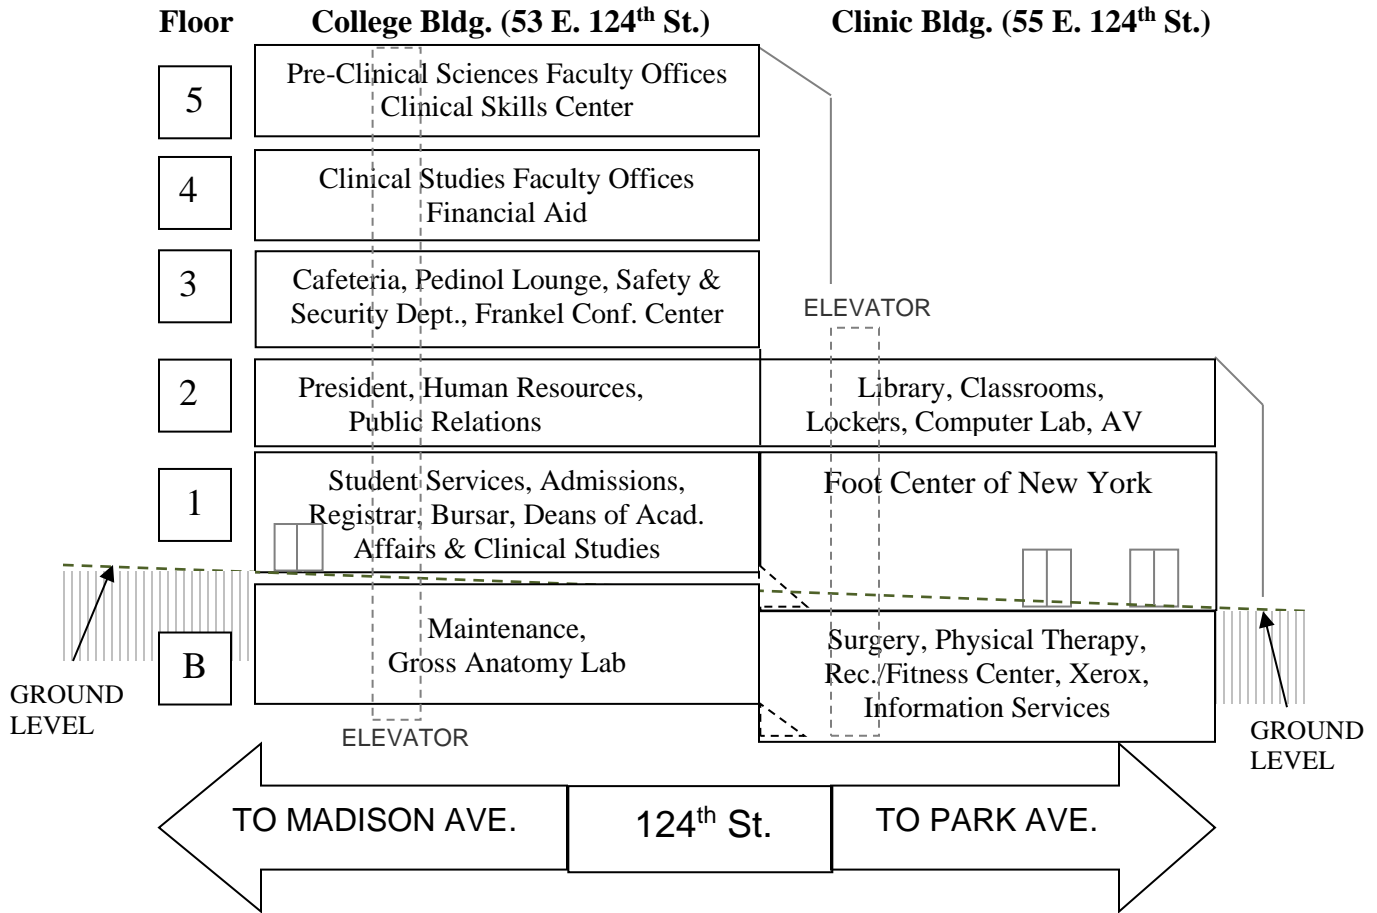 Floor
College Bldg. (53 E. 124th St.)
Clinic Bldg. (55 E. 124th St.)
5
Pre-Clinical Sciences Faculty Offices
Clinical Skills Center
4
Clinical Studies Faculty Offices
Financial Aid
3
Cafeteria, Pedinol Lounge, Safety &
Security Dept., Frankel Conf. Center
ELEVATOR
2
President, Human Resources,
Public Relations
Library, Classrooms,
Lockers, Computer Lab, AV
1
Student Services, Admissions,
Registrar, Bursar, Deans of Acad.
Affairs & Clinical Studies
Foot Center of New York
B
Maintenance,
Gross Anatomy Lab
Surgery, Physical Therapy,
Rec./Fitness Center, Xerox,
Information Services
GROUND
LEVEL
ELEVATOR
GROUND
LEVEL
TO MADISON AVE.
124th St.
TO PARK AVE.